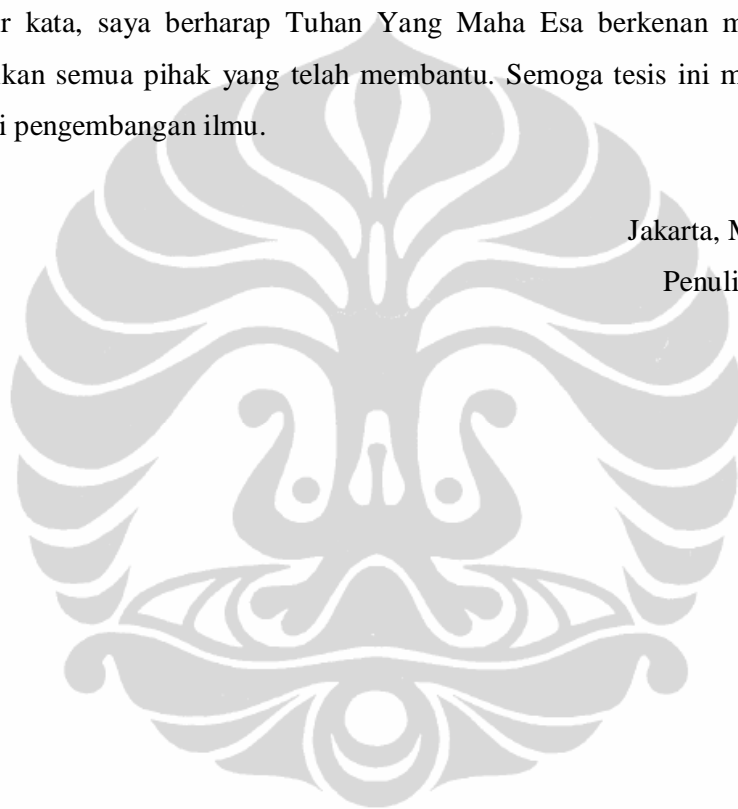 r kata, saya berharap Tuhan Yang Maha Esa berkenan m
kan semua pihak yang telah membantu. Semoga tesis ini m
i pengembangan ilmu.
Jakarta, M
Penuli